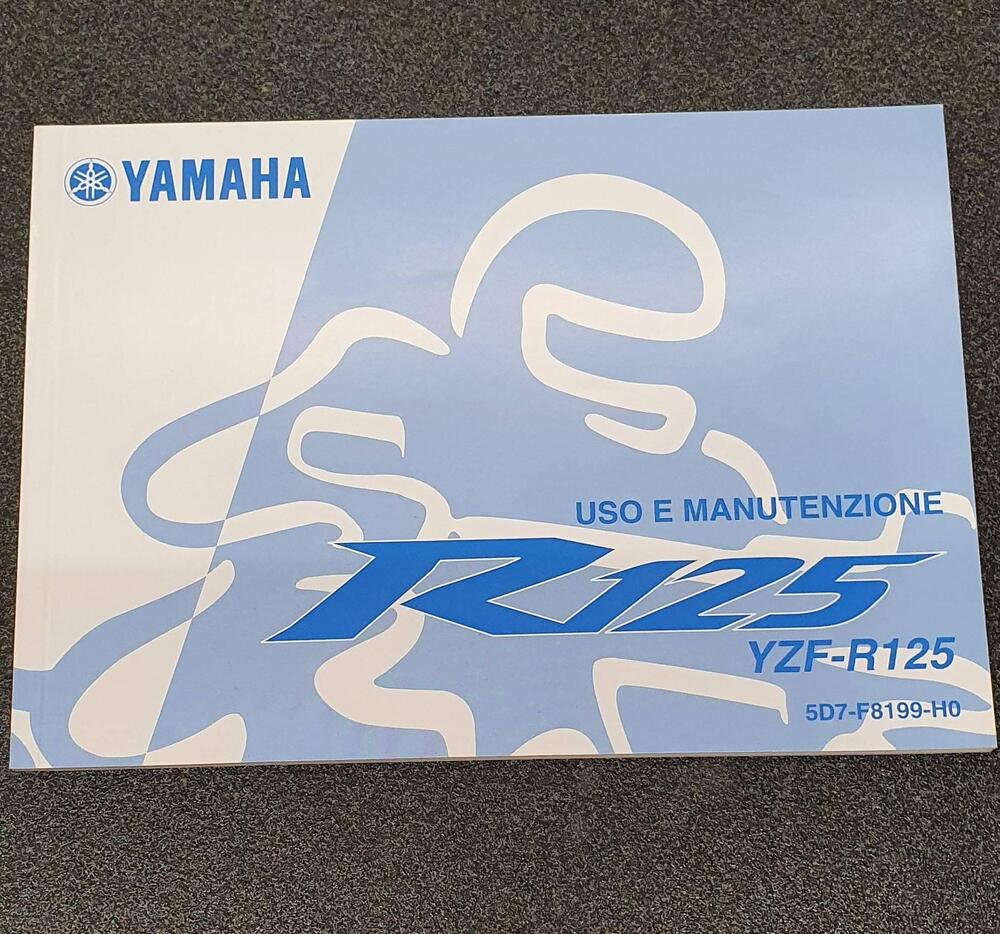 YAMAHA
USO E MANUTENZIONE
R125
YZF-R125
5D7-F8199-H0